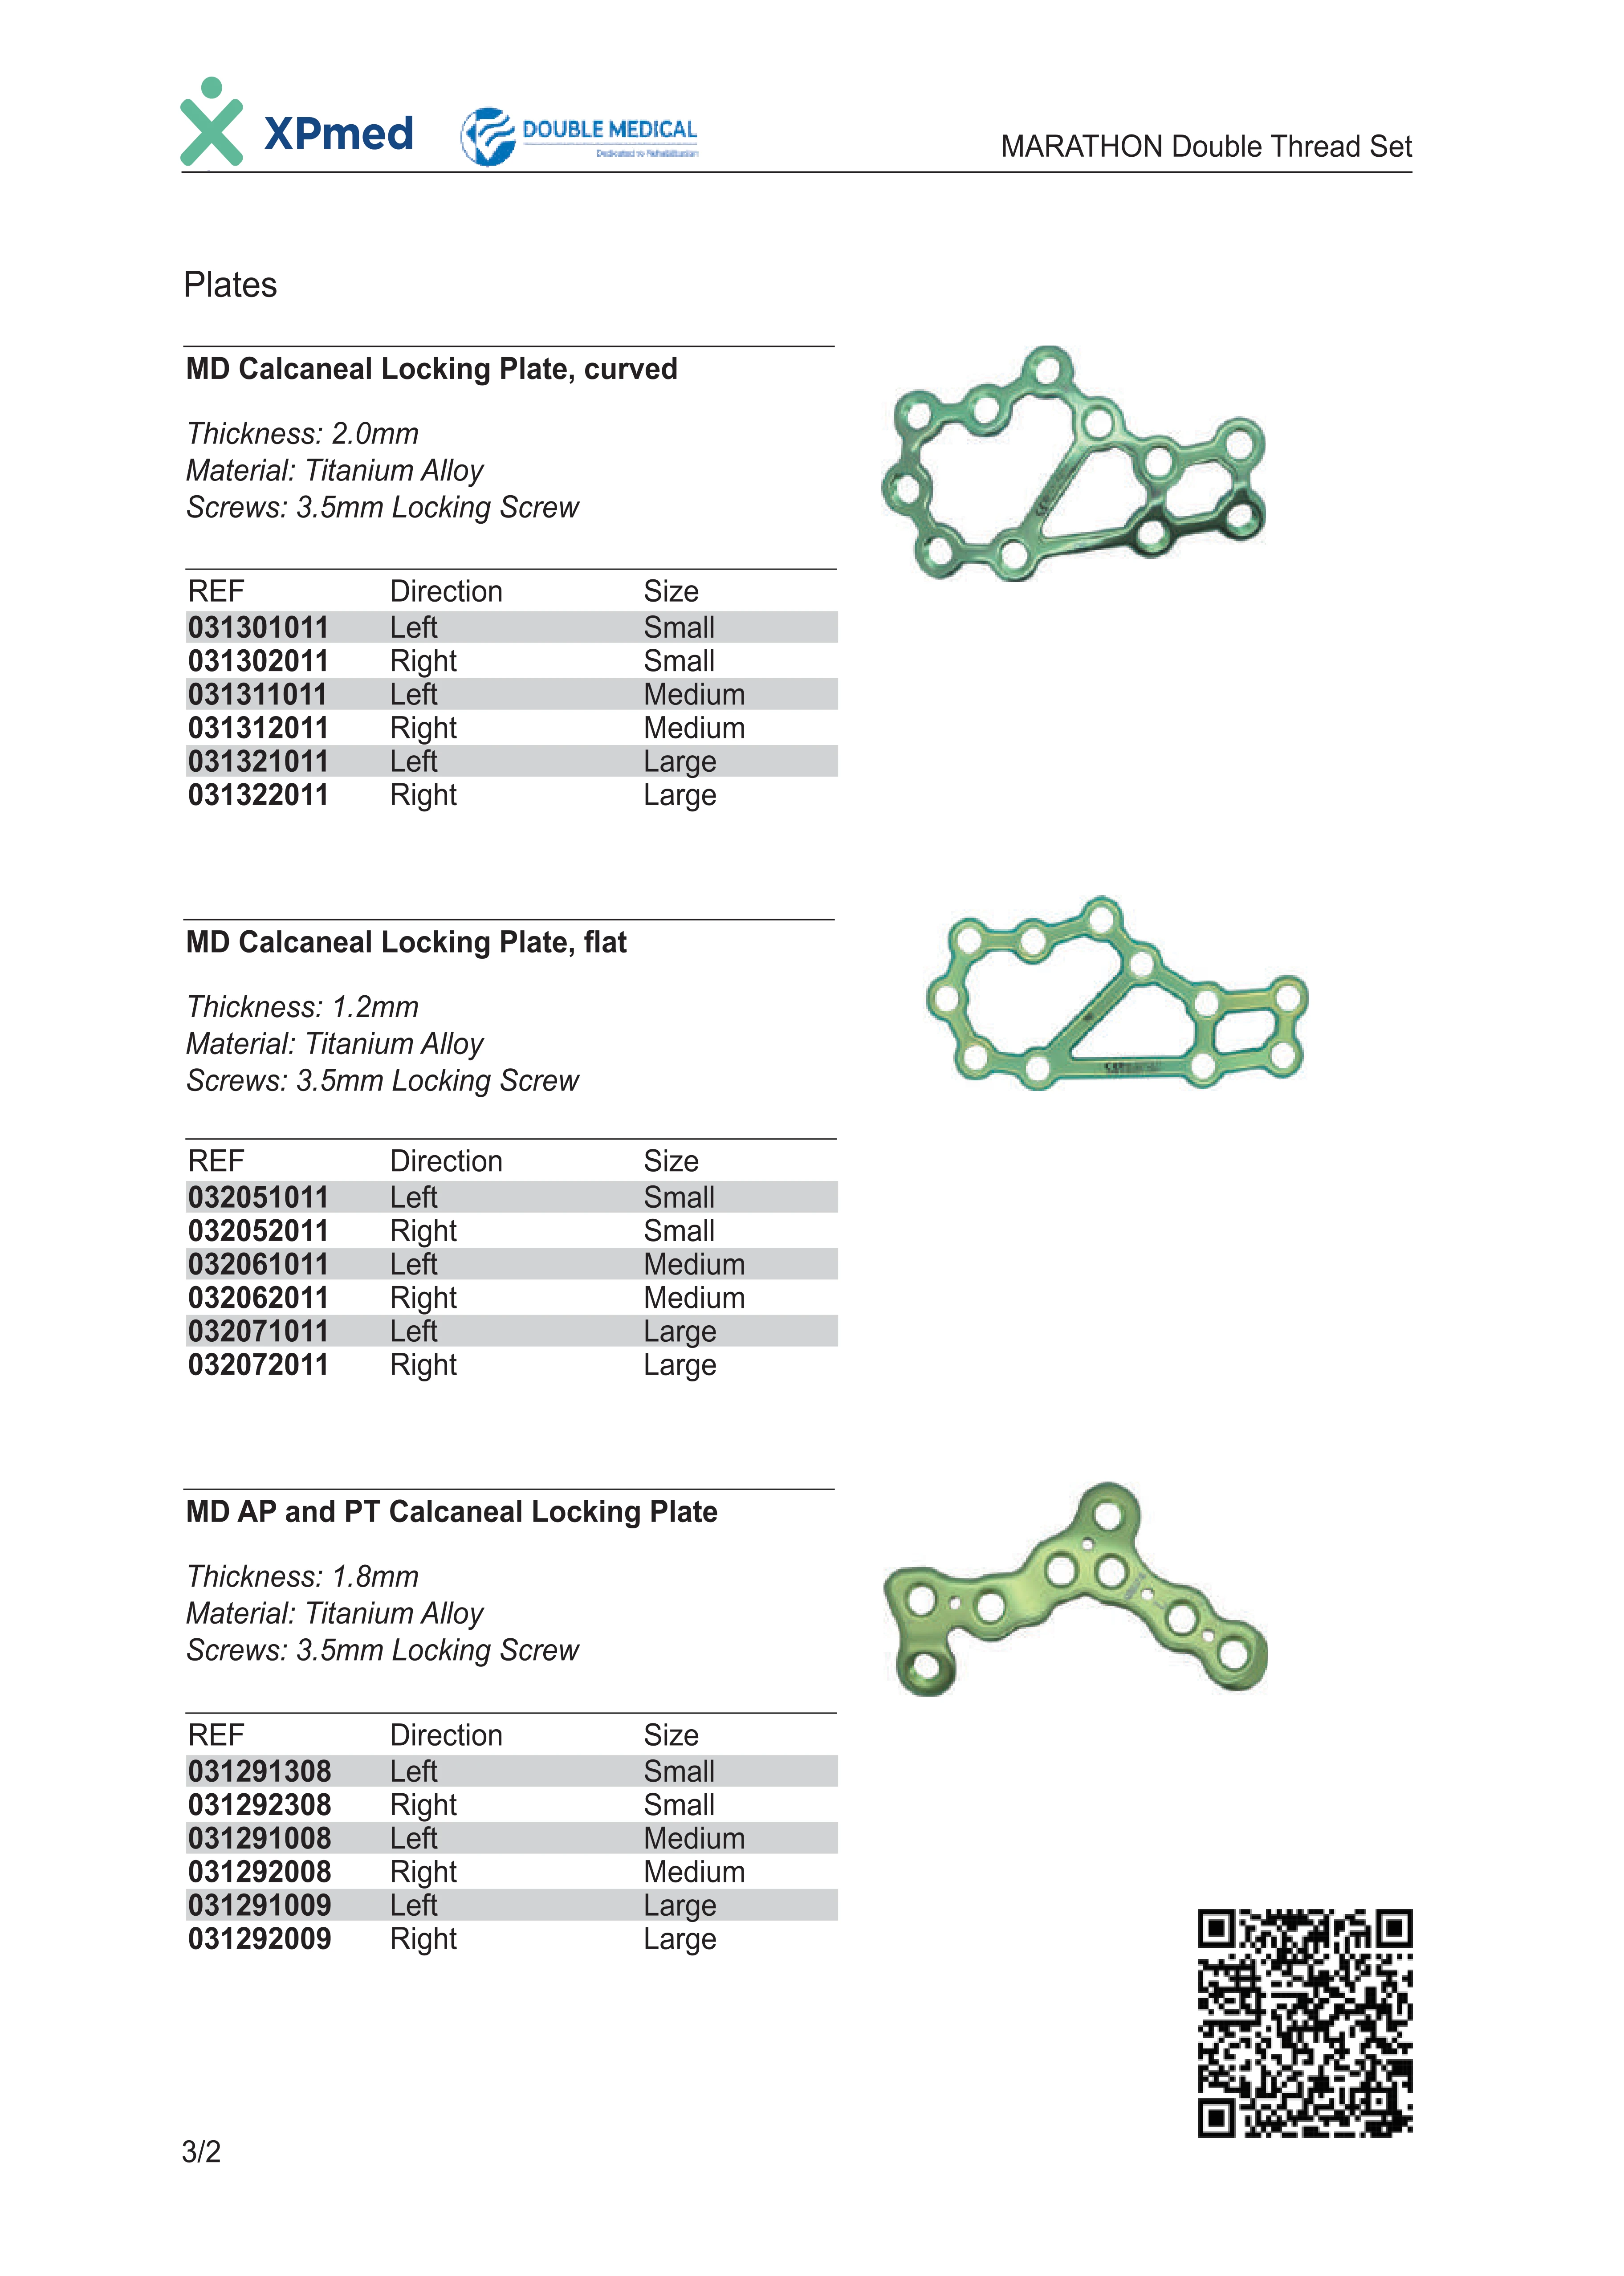 XPmed
DOUBLE MEDICAL
Dedicated to Rehabilitation
MARATHON Double Thread Set
Plates
MD Calcaneal Locking Plate, curved
Thickness: 2.0mm
Material: Titanium Alloy
Screws: 3.5mm Locking Screw
REF Direction Size
031301011 Left Small
031302011 Right Small
031311011 Left Medium
031312011 Right Medium
031321011 Left Large
031322011 Right Large
MD Calcaneal Locking Plate, flat
Thickness: 1.2mm
Material: Titanium Alloy
Screws: 3.5mm Locking Screw
REF Direction Size
032051011 Left Small
032052011 Right Small
032061011 Left Medium
032062011 Right Medium
032071011 Left Large
032072011 Right Large
MD AP and PT Calcaneal Locking Plate
Thickness: 1.8mm
Material: Titanium Alloy
Screws: 3.5mm Locking Screw
REF Direction Size
031291308 Left Small
031292308 Right Small
031291008 Left Medium
031292008 Right Medium
031291009 Left Large
031292009 Right Large
3/2